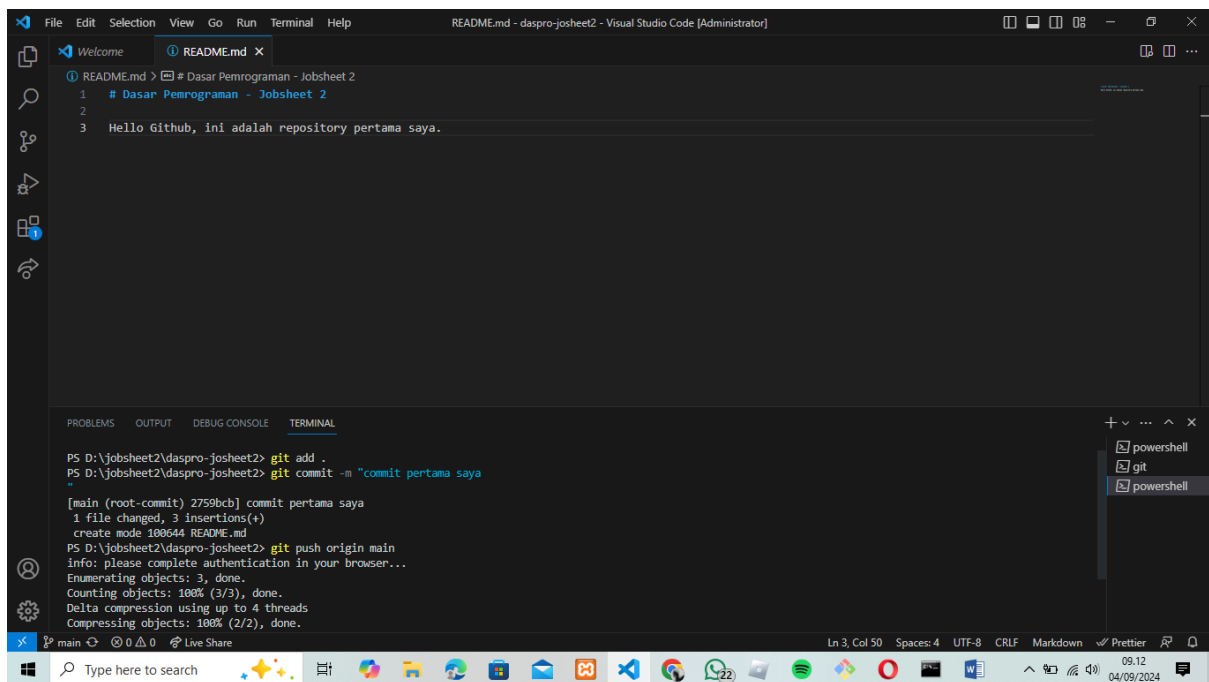 File Edit Selection View Go Run Terminal Help README.md - daspro-josheet2 - Visual Studio Code [Administrator]
Welcome README.md
README.md > # Dasar Pemrograman - Jobsheet 2
1 # Dasar Pemrograman - Jobsheet 2
2
3 Hello Github, ini adalah repository pertama saya.
1
PROBLEMS OUTPUT DEBUG CONSOLE TERMINAL
powershell
git
powershell
PS D:\jobsheet2\daspro-josheet2> git add .
PS D:\jobsheet2\daspro-josheet2> git commit -m "commit pertama saya
"
[main (root-commit) 2759bcb] commit pertama saya
1 file changed, 3 insertions(+)
create mode 100644 README.md
PS D:\jobsheet2\daspro-josheet2> git push origin main
info: please complete authentication in your browser...
Enumerating objects: 3, done.
Counting objects: 100% (3/3), done.
Delta compression using up to 4 threads
Compressing objects: 100% (2/2), done.
main 0 0 Live Share Ln 3, Col 50 Spaces: 4 UTF-8 CRLF Markdown Prettier
Type here to search 22 09.12
04/09/2024